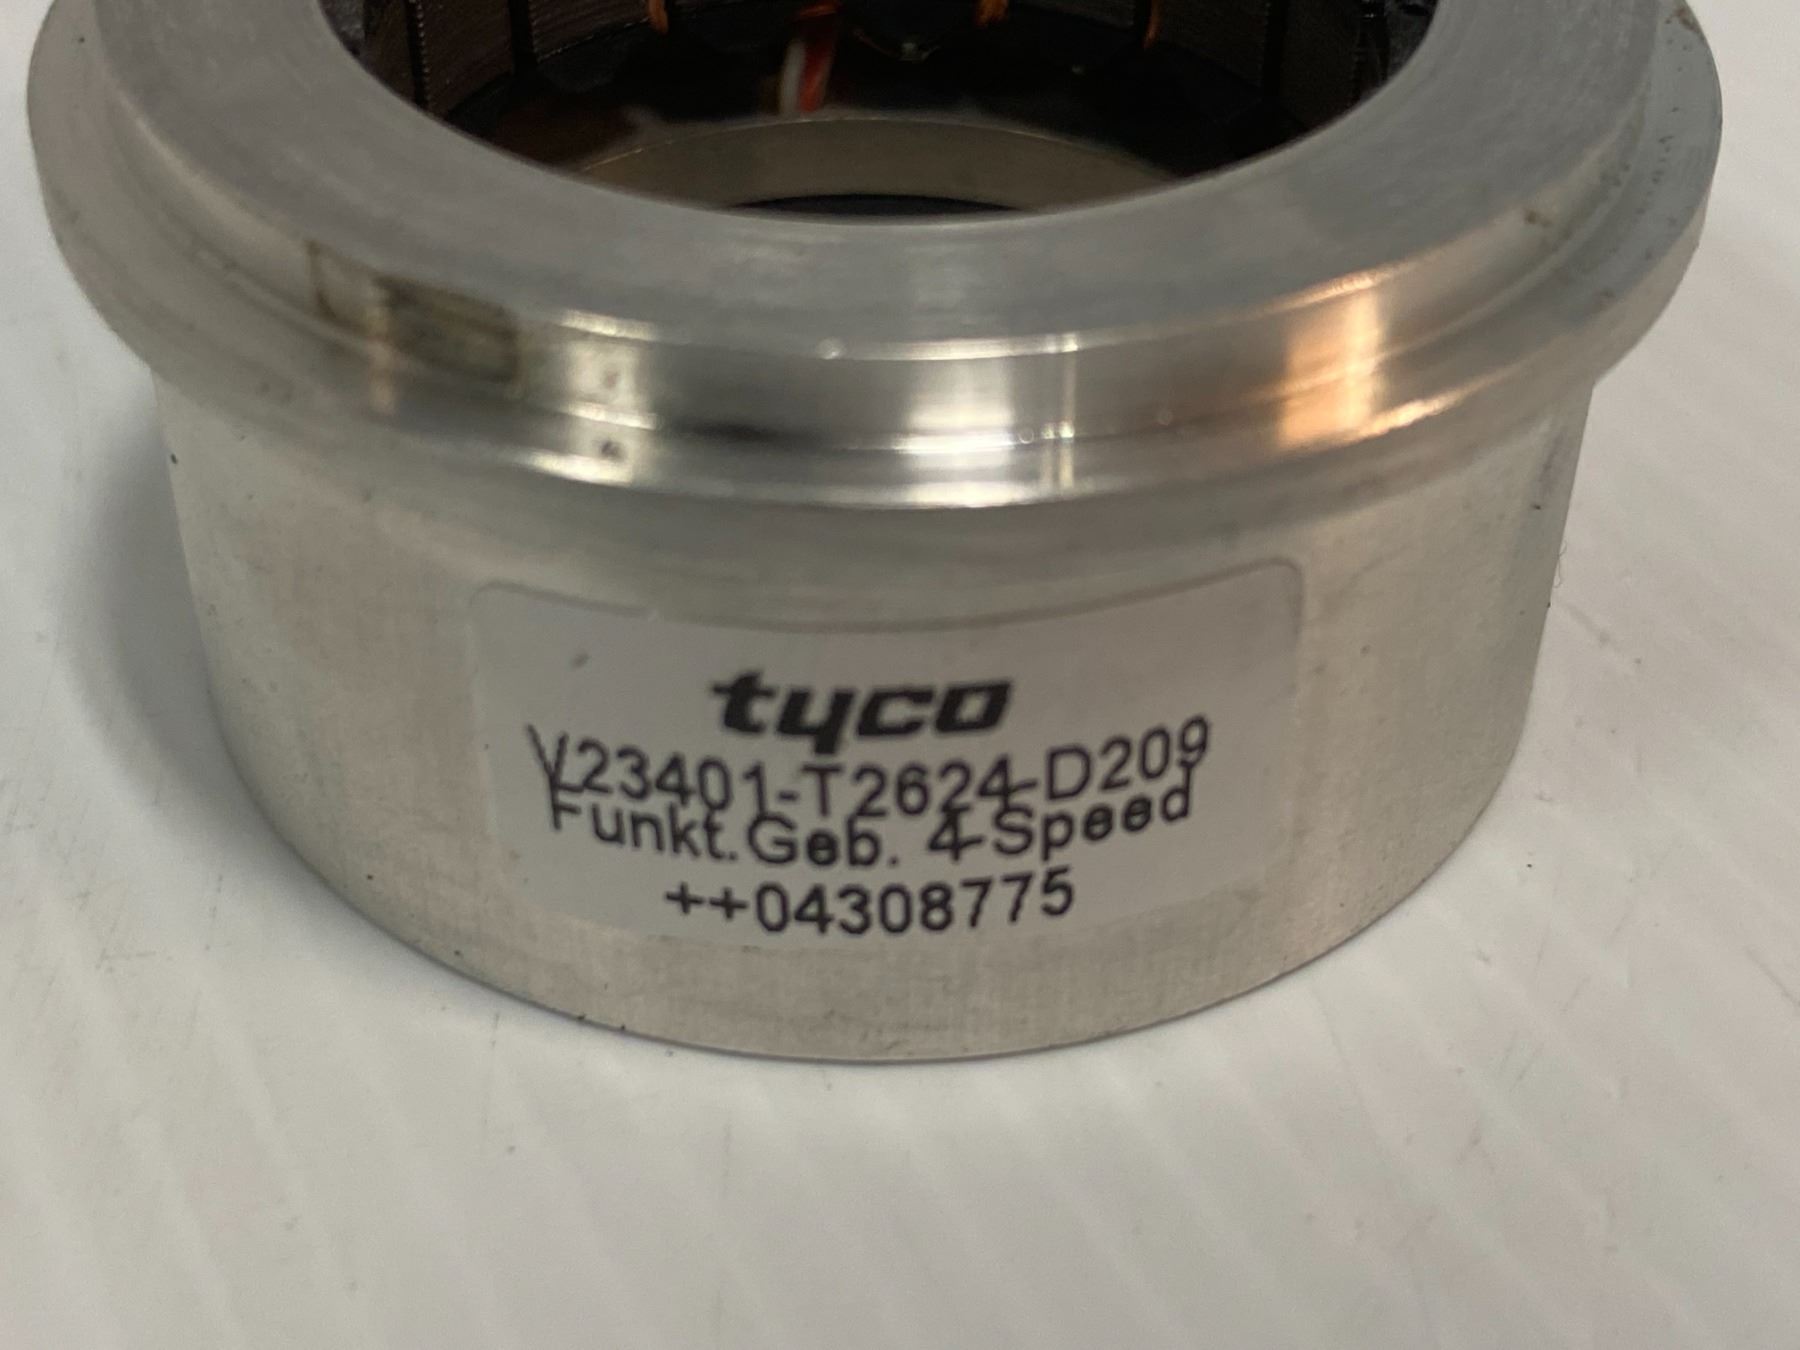 tyco
V23401-T2624-D209
Funkt.Geb. 4-Speed
++04308775